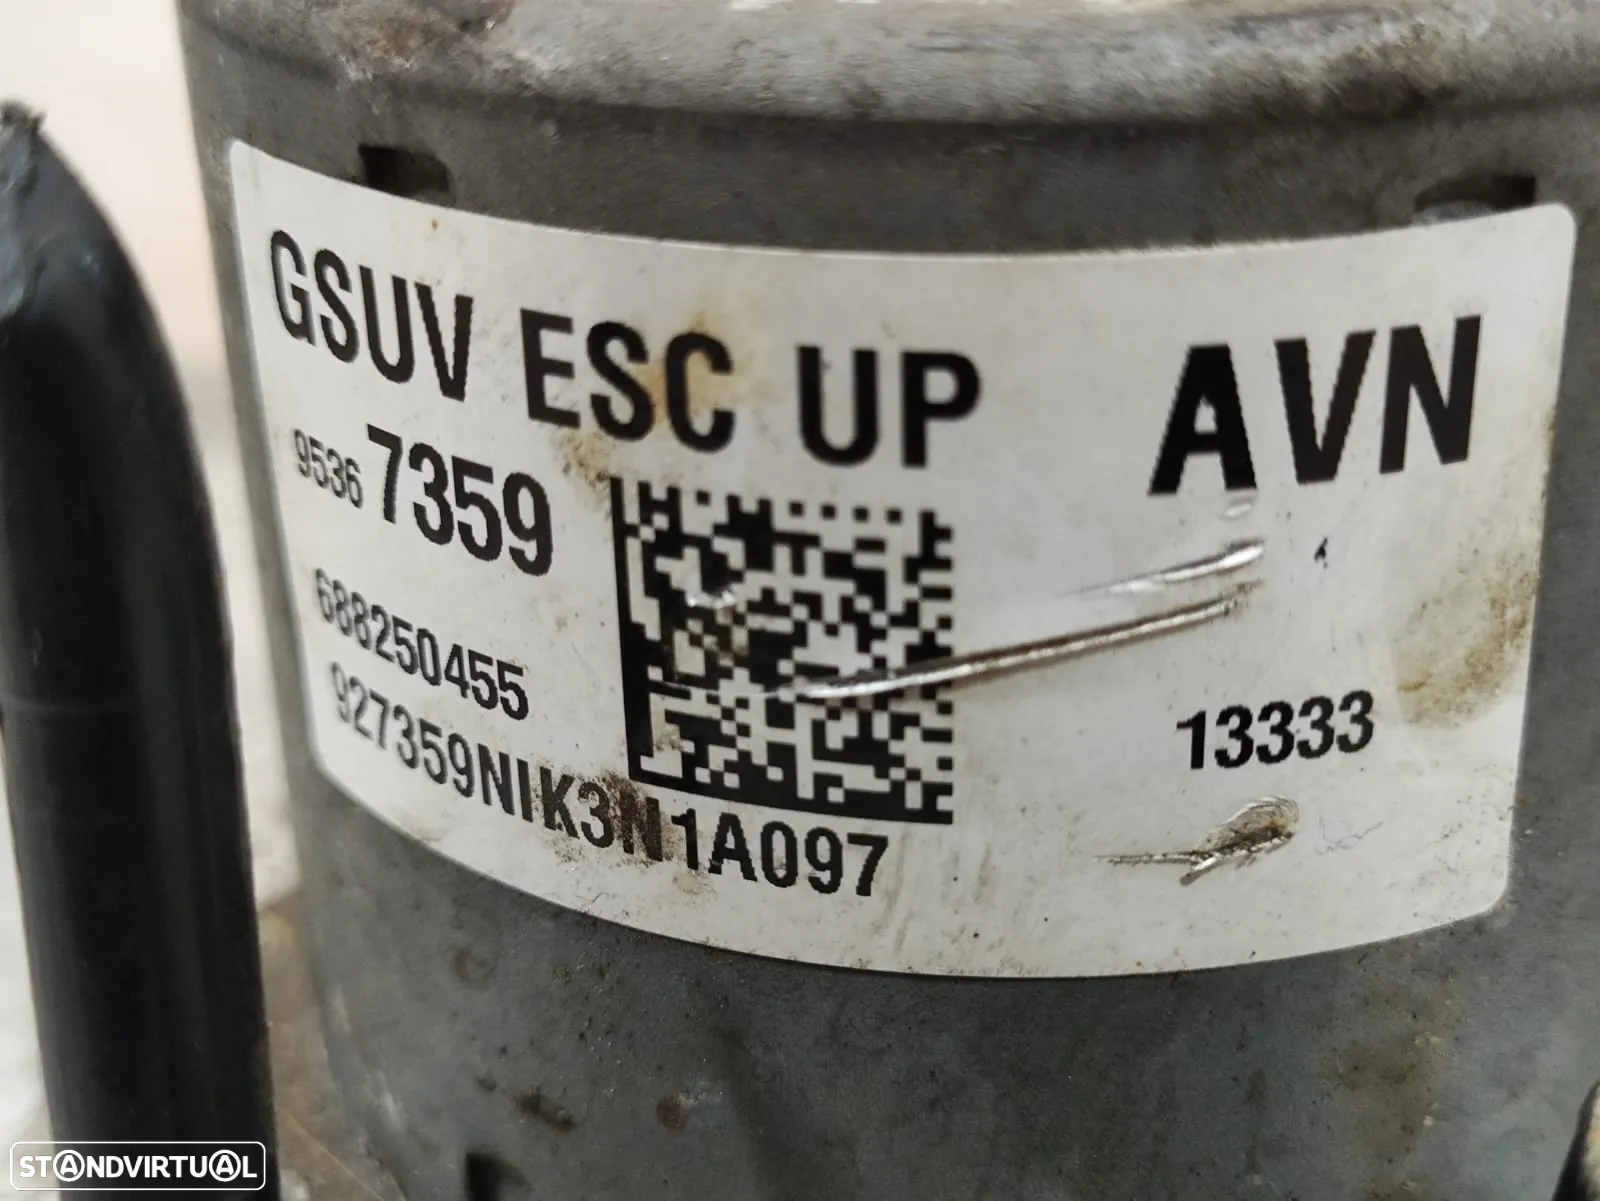 GSUV ESC UP AVN
9536 7359
688250455
927359NIK3N1A097
13333
STANDVIRTUAL